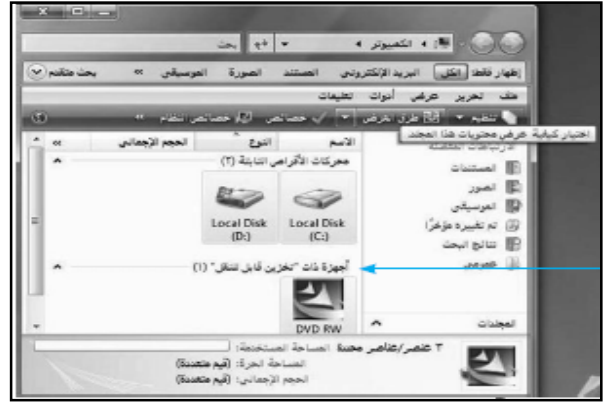 الكمبيوتر
بحث
إظهار فقط: الكل البريد الإلكتروني المستند الصورة الموسيقى » بحث متقدم
ملف تحرير عرض أدوات تعليمات
تنظيم طرق العرض خصائص خصائص النظام »
اختيار كيفية عرض محتويات هذا المجلد
الارتباطات المفضلة
المستندات
الصور
الموسيقى
تم تغييره مؤخرًا
نتائج البحث
عمومي
المجلدات
الاسم النوع الحجم الإجمالي »
محركات الأقراص الثابتة (٢)
Local Disk (C:)
Local Disk (D:)
أجهزة ذات "تخزين قابل للنقل" (١)
DVD RW
٣ عنصر/عناصر محددة المساحة المستخدمة:
المساحة الحرة: (قيم متعددة)
الحجم الإجمالي: (قيم متعددة)